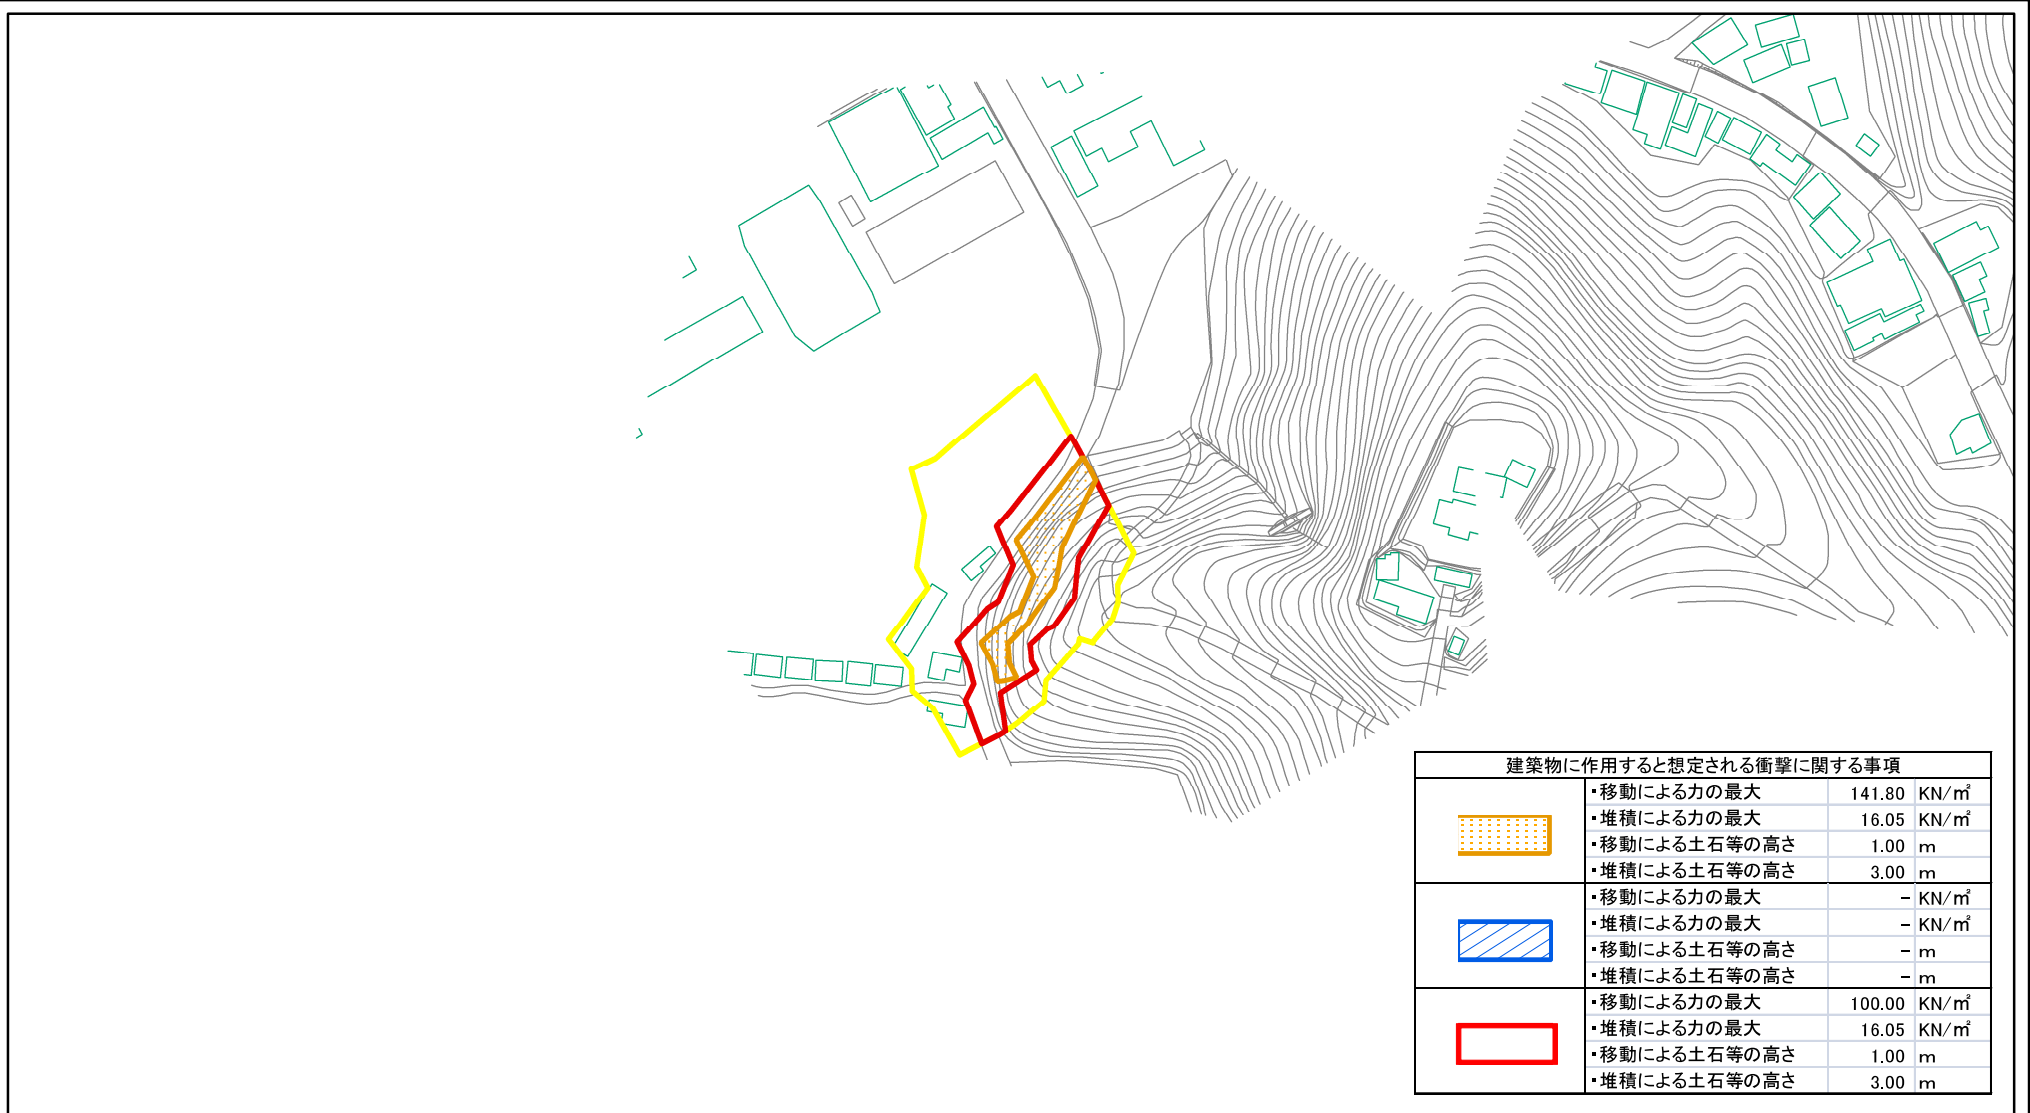 建築物に作用すると想定される衝撃に関する事項
・移動による力の最大 141.80 KN/㎡
・堆積による力の最大 16.05 KN/㎡
・移動による土石等の高さ 1.00 m
・堆積による土石等の高さ 3.00 m
・移動による力の最大 − KN/㎡
・堆積による力の最大 − KN/㎡
・移動による土石等の高さ − m
・堆積による土石等の高さ − m
・移動による力の最大 100.00 KN/㎡
・堆積による力の最大 16.05 KN/㎡
・移動による土石等の高さ 1.00 m
・堆積による土石等の高さ 3.00 m